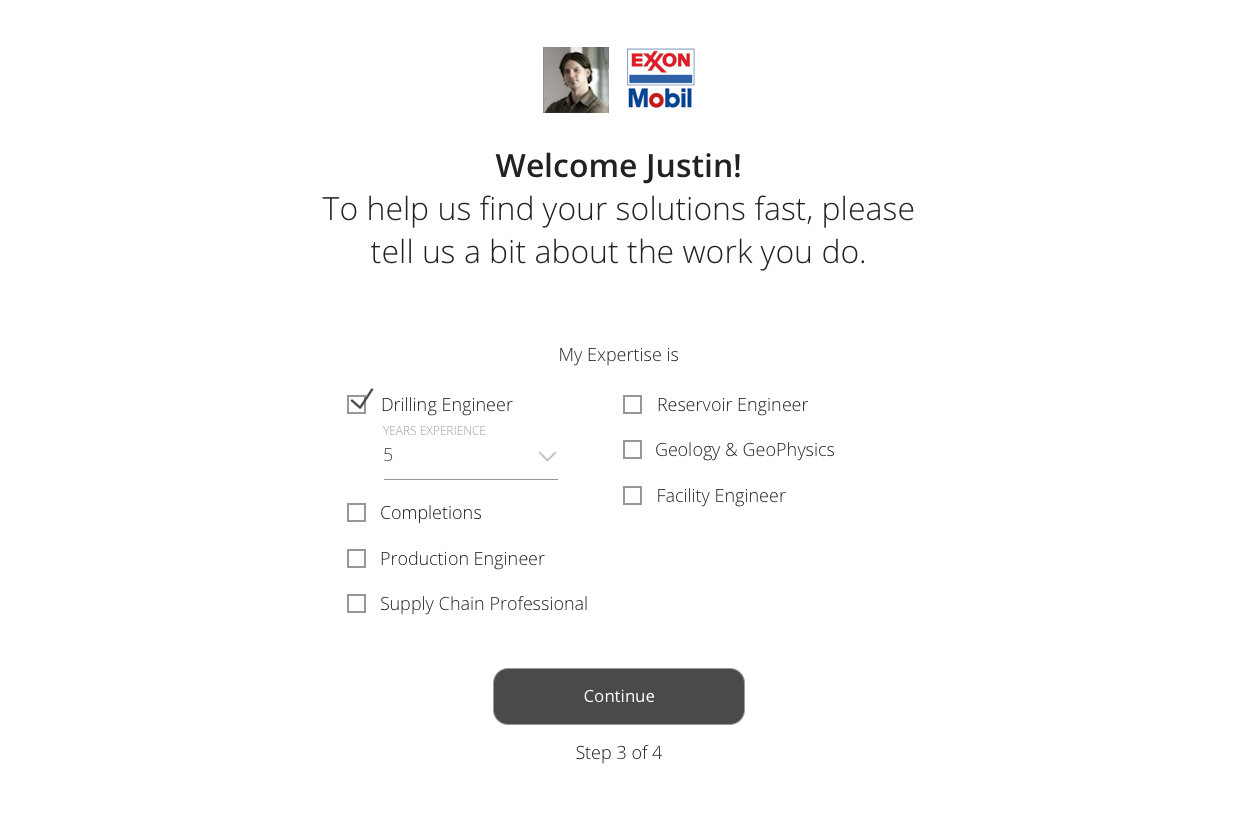 EXXON
Mobil
Welcome Justin!
To help us find your solutions fast, please
tell us a bit about the work you do.
My Expertise is
Drilling Engineer
YEARS EXPERIENCE
5
Completions
Production Engineer
Supply Chain Professional
Reservoir Engineer
Geology & GeoPhysics
Facility Engineer
Continue
Step 3 of 4